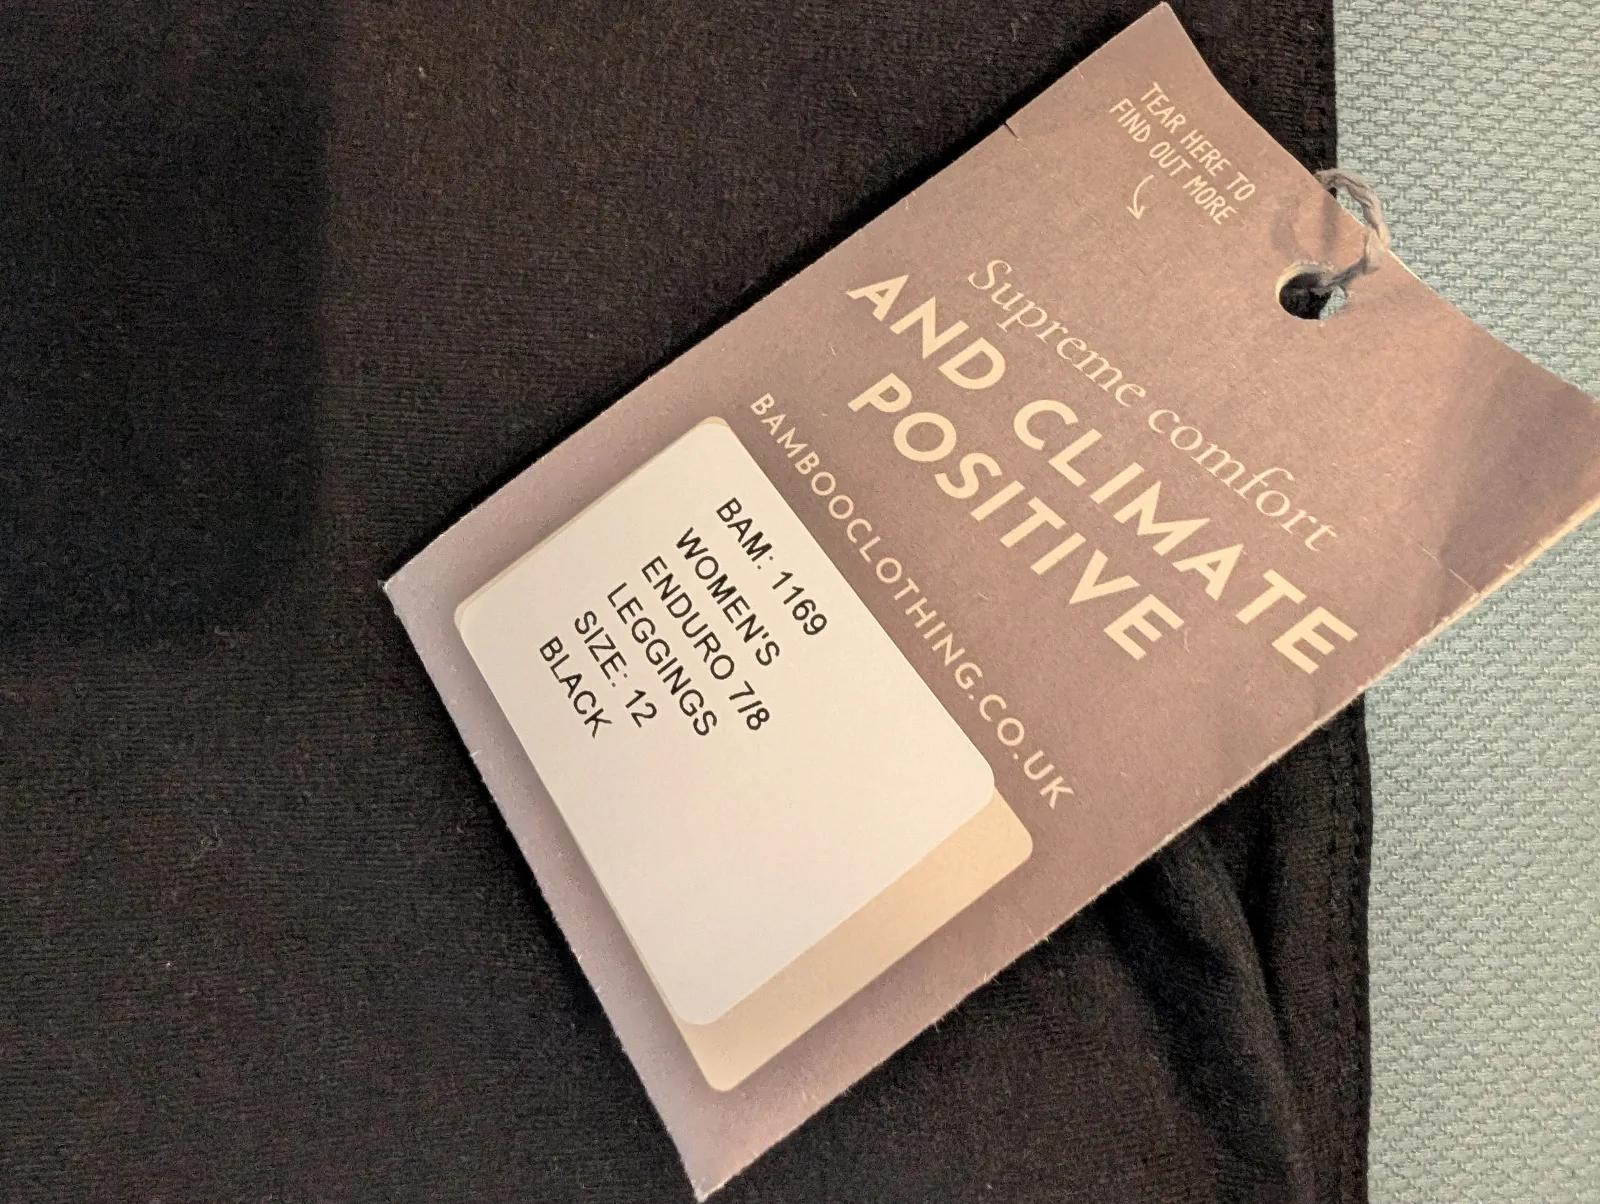 TEAR HERE TO
FIND OUT MORE
Supreme comfort
AND CLIMATE
POSITIVE
BAMBOOCLOTHING.CO.UK
BAM: 1169
WOMEN'S
ENDURO 7/8
LEGGINGS
SIZE: 12
BLACK